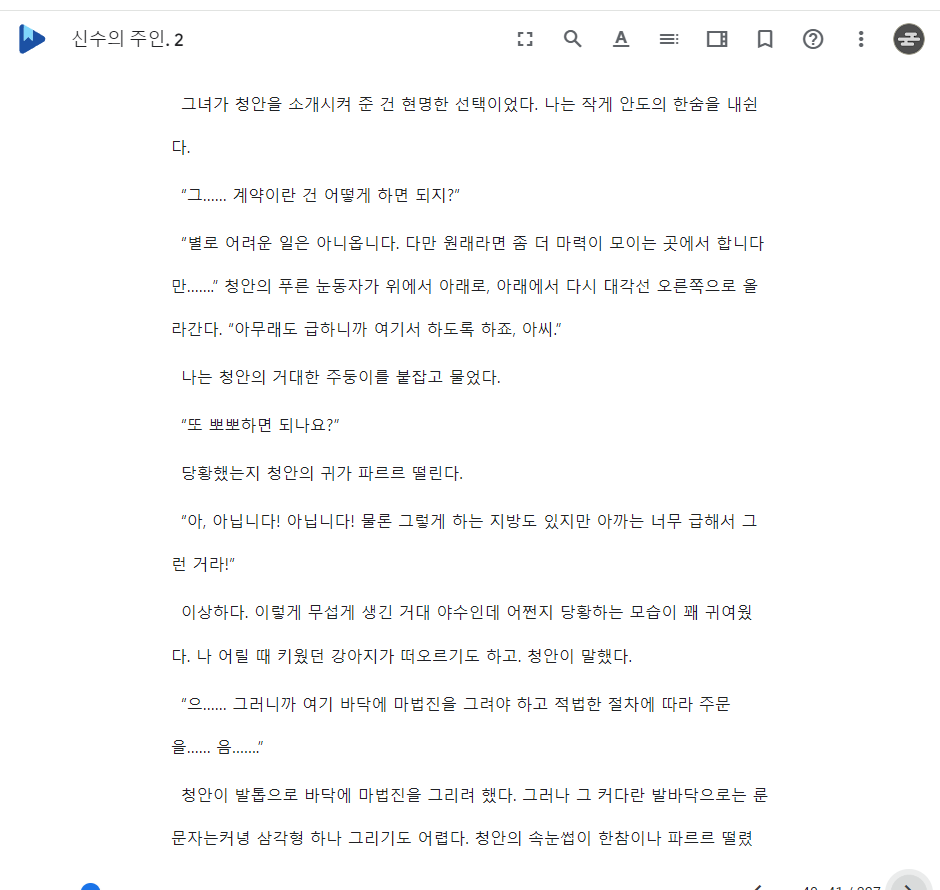 신수의 주인. 2
그녀가 청안을 소개시켜 준 건 현명한 선택이었다. 나는 작게 안도의 한숨을 내쉰
다.
“그...... 계약이란 건 어떻게 하면 되지?”
“별로 어려운 일은 아니옵니다. 다만 원래라면 좀 더 마력이 모이는 곳에서 합니다
만.......” 청안의 푸른 눈동자가 위에서 아래로, 아래에서 다시 대각선 오른쪽으로 올
라간다. “아무래도 급하니까 여기서 하도록 하죠, 아씨.”
나는 청안의 거대한 주둥이를 붙잡고 물었다.
“또 뽀뽀하면 되나요?”
당황했는지 청안의 귀가 파르르 떨린다.
“아, 아닙니다! 아닙니다! 물론 그렇게 하는 지방도 있지만 아까는 너무 급해서 그
런 거라!”
이상하다. 이렇게 무섭게 생긴 거대 야수인데 어쩐지 당황하는 모습이 꽤 귀여웠
다. 나 어릴 때 키웠던 강아지가 떠오르기도 하고. 청안이 말했다.
“으...... 그러니까 여기 바닥에 마법진을 그려야 하고 적법한 절차에 따라 주문
을...... 음.......”
청안이 발톱으로 바닥에 마법진을 그리려 했다. 그러나 그 커다란 발바닥으로는 룬
문자는커녕 삼각형 하나 그리기도 어렵다. 청안의 속눈썹이 한참이나 파르르 떨렸